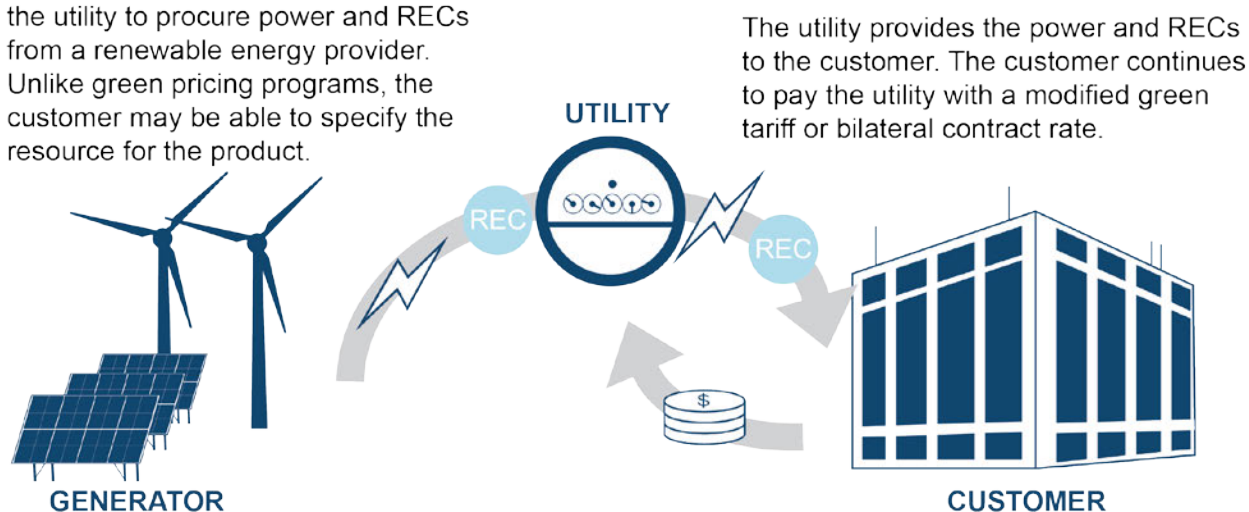 the utility to procure power and RECs
from a renewable energy provider.
Unlike green pricing programs, the
customer may be able to specify the
resource for the product.
The utility provides the power and RECs
to the customer. The customer continues
to pay the utility with a modified green
tariff or bilateral contract rate.
UTILITY
REC
REC
$
GENERATOR
CUSTOMER